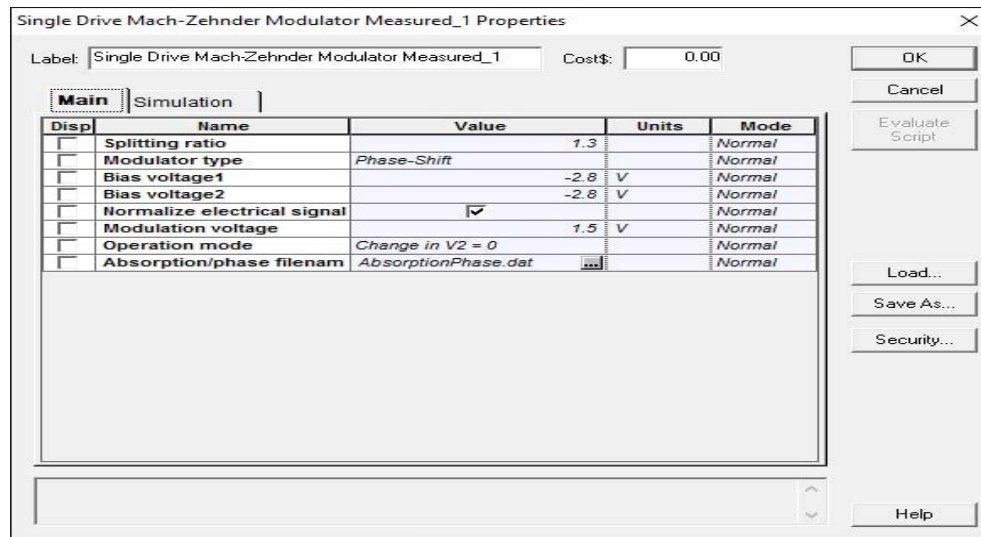 Single Drive Mach-Zehnder Modulator Measured_1 Properties
Label: Single Drive Mach-Zehnder Modulator Measured_1 Cost$: 0.00
OK
Cancel
Evaluate Script
Main Simulation
Disp Name Value Units Mode
Splitting ratio 1.3 Normal
Modulator type Phase-Shift Normal
Bias voltage1 -2.8 V Normal
Bias voltage2 -2.8 V Normal
Normalize electrical signal Normal
Modulation voltage 1.5 V Normal
Operation mode Change in V2 = 0 Normal
Absorption/phase filenam AbsorptionPhase.dat ... Normal
Load...
Save As...
Security...
Help